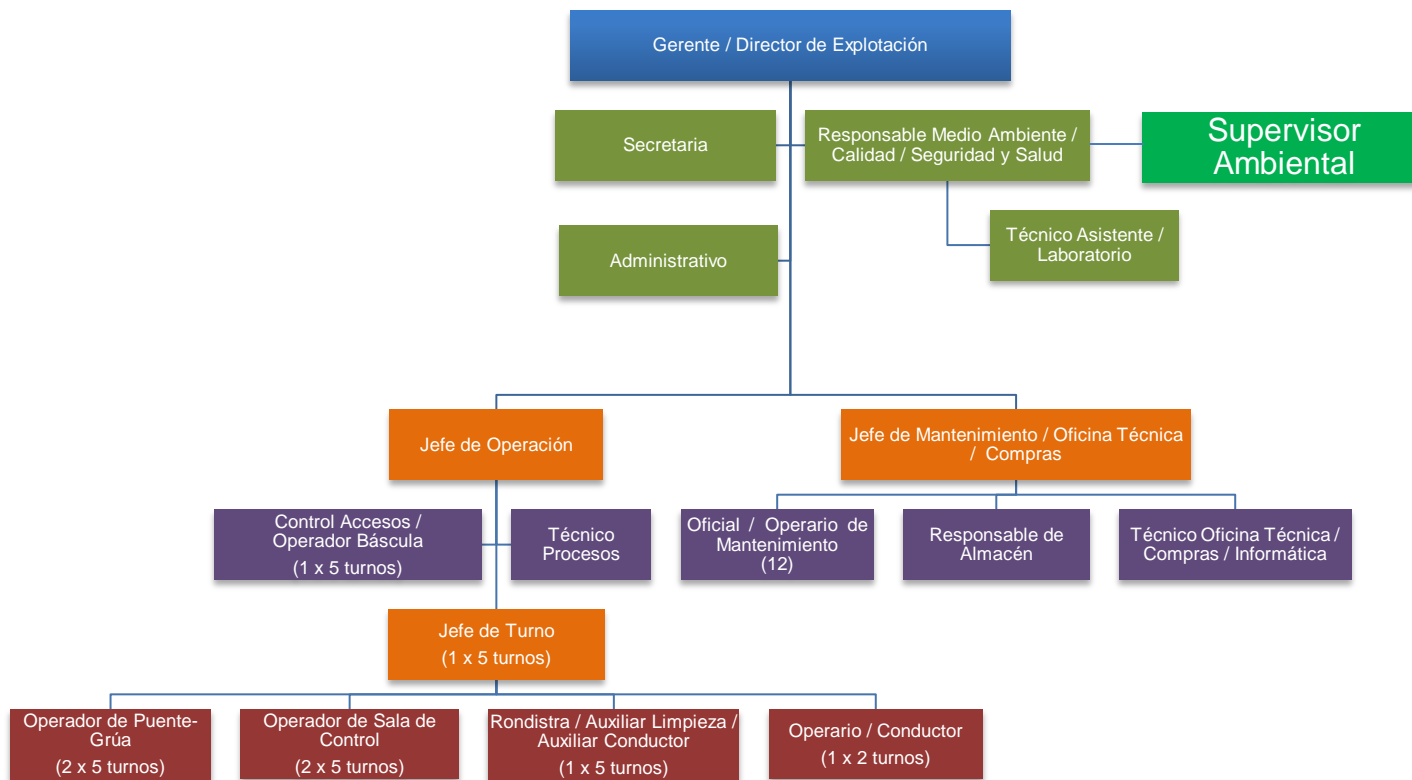 Gerente / Director de Explotación
Secretaria
Responsable Medio Ambiente /
Calidad / Seguridad y Salud
Supervisor
Ambiental
Administrativo
Técnico Asistente /
Laboratorio
Jefe de Operación
Jefe de Mantenimiento / Oficina Técnica
/ Compras
Control Accesos /
Operador Báscula
(1 x 5 turnos)
Técnico
Procesos
Oficial / Operario de
Mantenimiento
(12)
Responsable de
Almacén
Técnico Oficina Técnica /
Compras / Informática
Jefe de Turno
(1 x 5 turnos)
Operador de Puente-
Grúa
(2 x 5 turnos)
Operador de Sala de
Control
(2 x 5 turnos)
Rondistra / Auxiliar Limpieza /
Auxiliar Conductor
(1 x 5 turnos)
Operario / Conductor
(1 x 2 turnos)